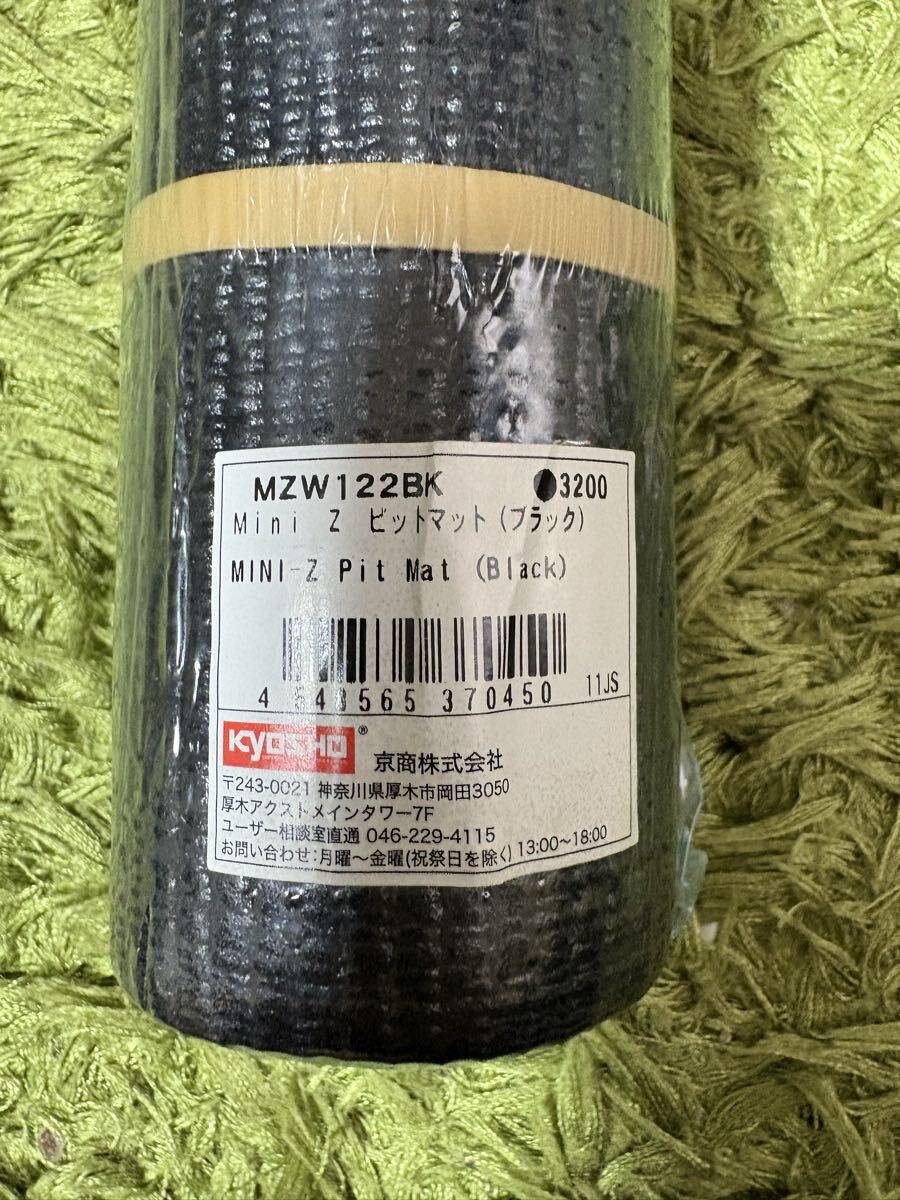 MZW122BK ●3200
Mini Z ピットマット(ブラック)
MINI-Z Pit Mat (Black)
4 548565 370450 11JS
KYOSHO® 京商株式会社
〒243-0021 神奈川県厚木市岡田3050
厚木アクストメインタワー7F
ユーザー相談室直通 046-229-4115
お問い合わせ:月曜〜金曜(祝祭日を除く)13:00〜18:00